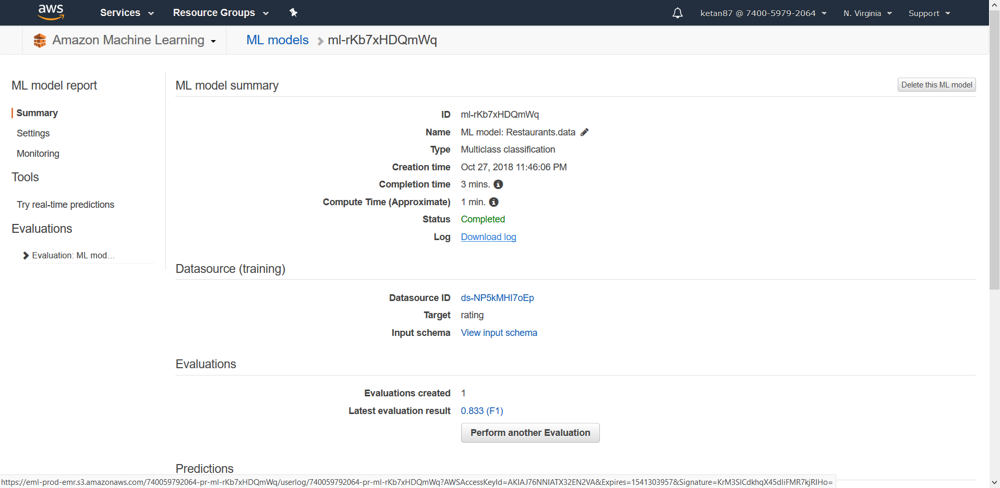 aws Services Resource Groups ketan87 @ 7400-5979-2064 N. Virginia Support
Amazon Machine Learning ML models ml-rKb7xHDQmWq
ML model report
Summary
Settings
Monitoring
Tools
Try real-time predictions
Evaluations
Evaluation: ML mod…
ML model summary Delete this ML model
ID ml-rKb7xHDQmWq
Name ML model: Restaurants.data
Type Multiclass classification
Creation time Oct 27, 2018 11:46:06 PM
Completion time 3 mins.
Compute Time (Approximate) 1 min.
Status Completed
Log Download log
Datasource (training)
Datasource ID ds-NP5kMHI7oEp
Target rating
Input schema View input schema
Evaluations
Evaluations created 1
Latest evaluation result 0.833 (F1)
Perform another Evaluation
Predictions
https://eml-prod-emr.s3.amazonaws.com/740059792064-pr-ml-rKb7xHDQmWq/userlog/740059792064-pr-ml-rKb7xHDQmWq?AWSAccessKeyId=AKIAJ76NNIATX32EN2VA&Expires=1541303957&Signature=KrM3SlCdkhqX45dIiFMR7kjRIHo=